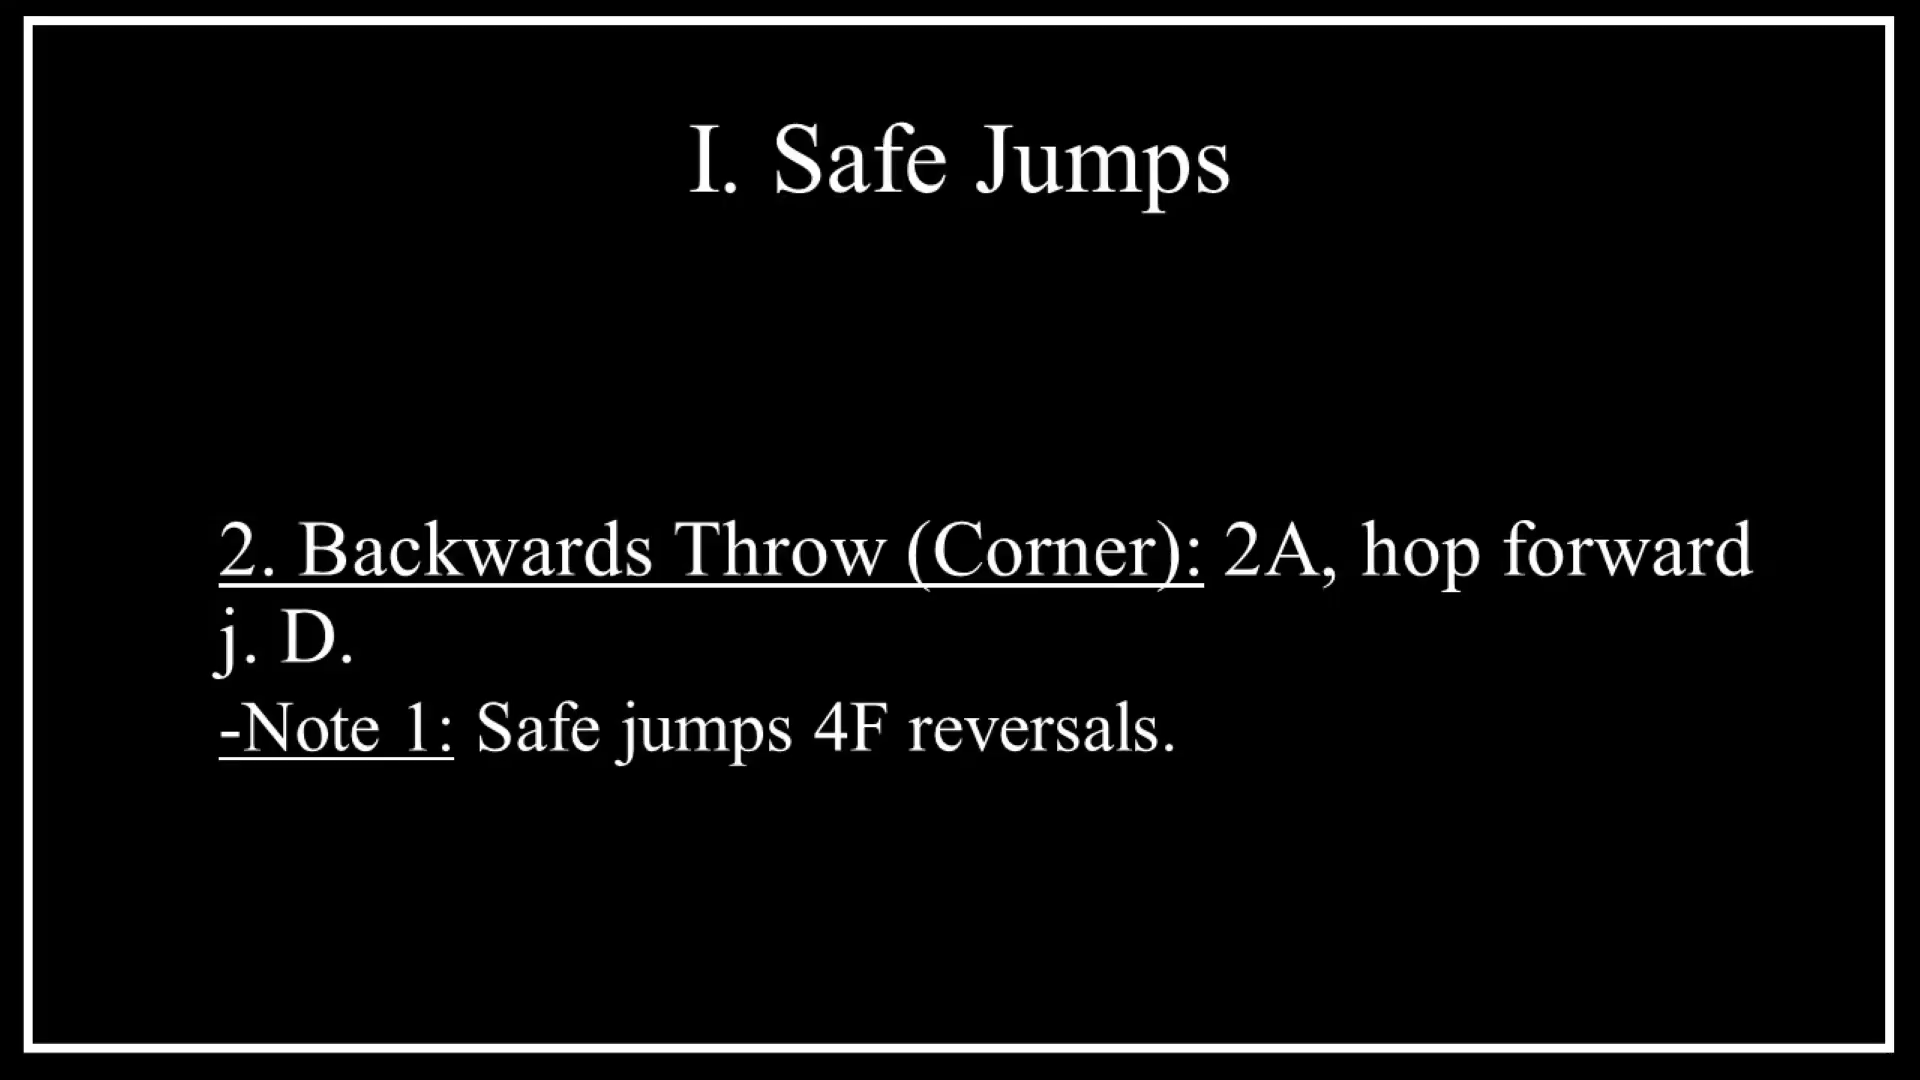 I. Safe Jumps
2. Backwards Throw (Corner): 2A, hop forward
j. D.
-Note 1: Safe jumps 4F reversals.